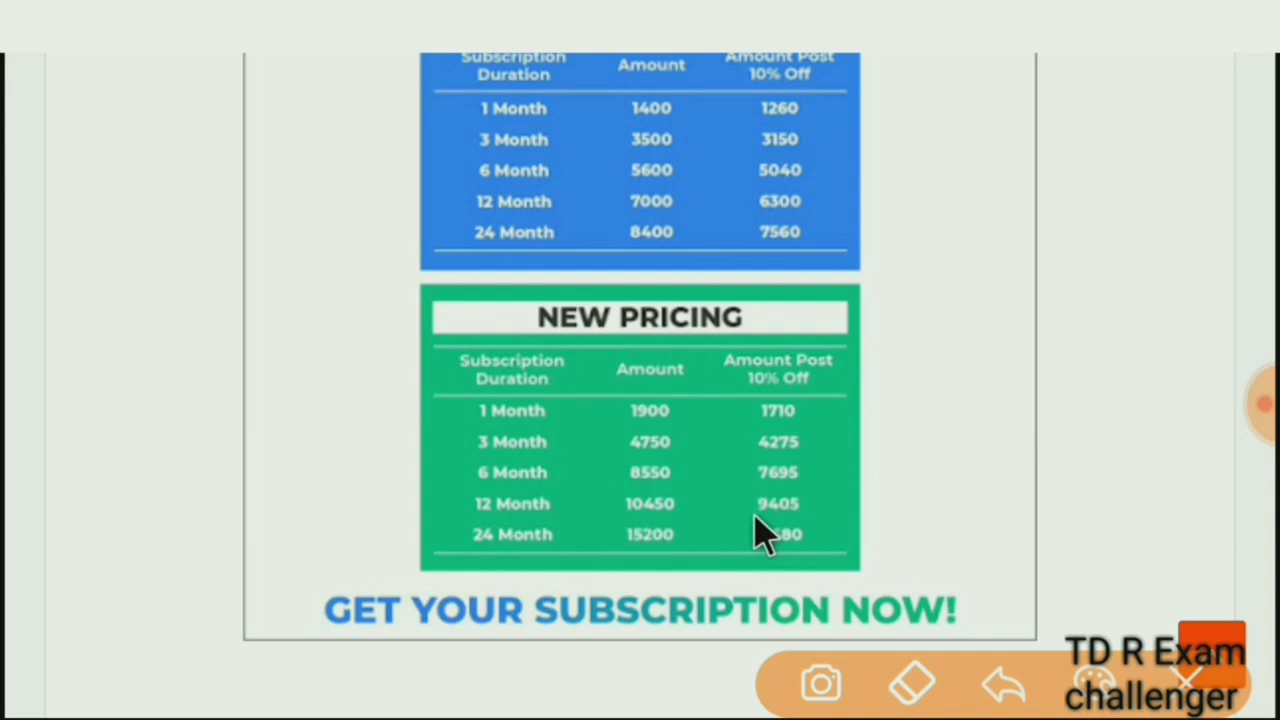 Subscription Duration Amount Amount Post 10% Off
1 Month 1400 1260
3 Month 3500 3150
6 Month 5600 5040
12 Month 7000 6300
24 Month 8400 7560
NEW PRICING
Subscription Duration Amount Amount Post 10% Off
1 Month 1900 1710
3 Month 4750 4275
6 Month 8550 7695
12 Month 10450 9405
24 Month 15200
GET YOUR SUBSCRIPTION NOW!
TD R Exam
challenger